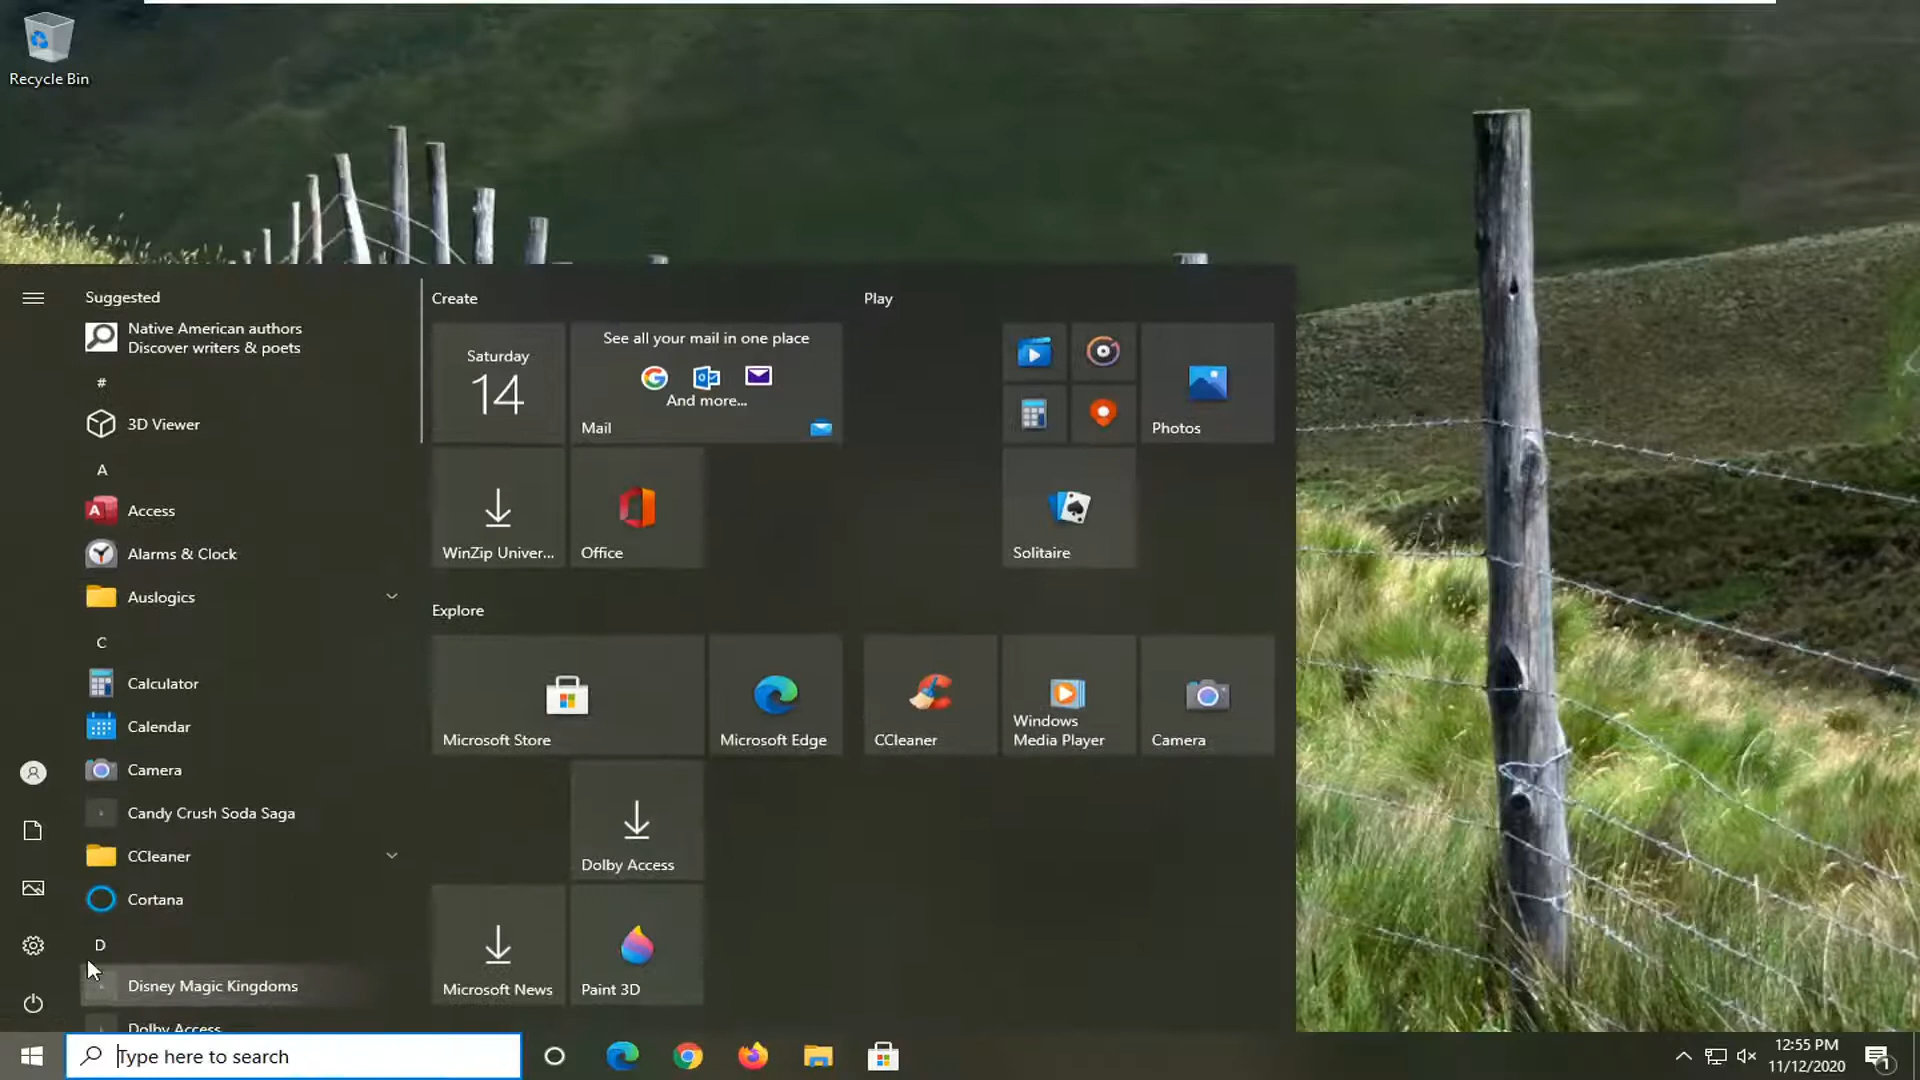 Recycle Bin
Suggested
Native American authors
Discover writers & poets
#
3D Viewer
A
Access
Alarms & Clock
Auslogics
C
Calculator
Calendar
Camera
Candy Crush Soda Saga
CCleaner
Cortana
D
Disney Magic Kingdoms
Dolby Access
Create
Saturday
14
See all your mail in one place
And more...
Mail
WinZip Univer...
Office
Explore
Microsoft Store
Microsoft Edge
Dolby Access
Microsoft News
Paint 3D
Play
Photos
Solitaire
CCleaner
Windows
Media Player
Camera
Type here to search
12:55 PM
11/12/2020
1